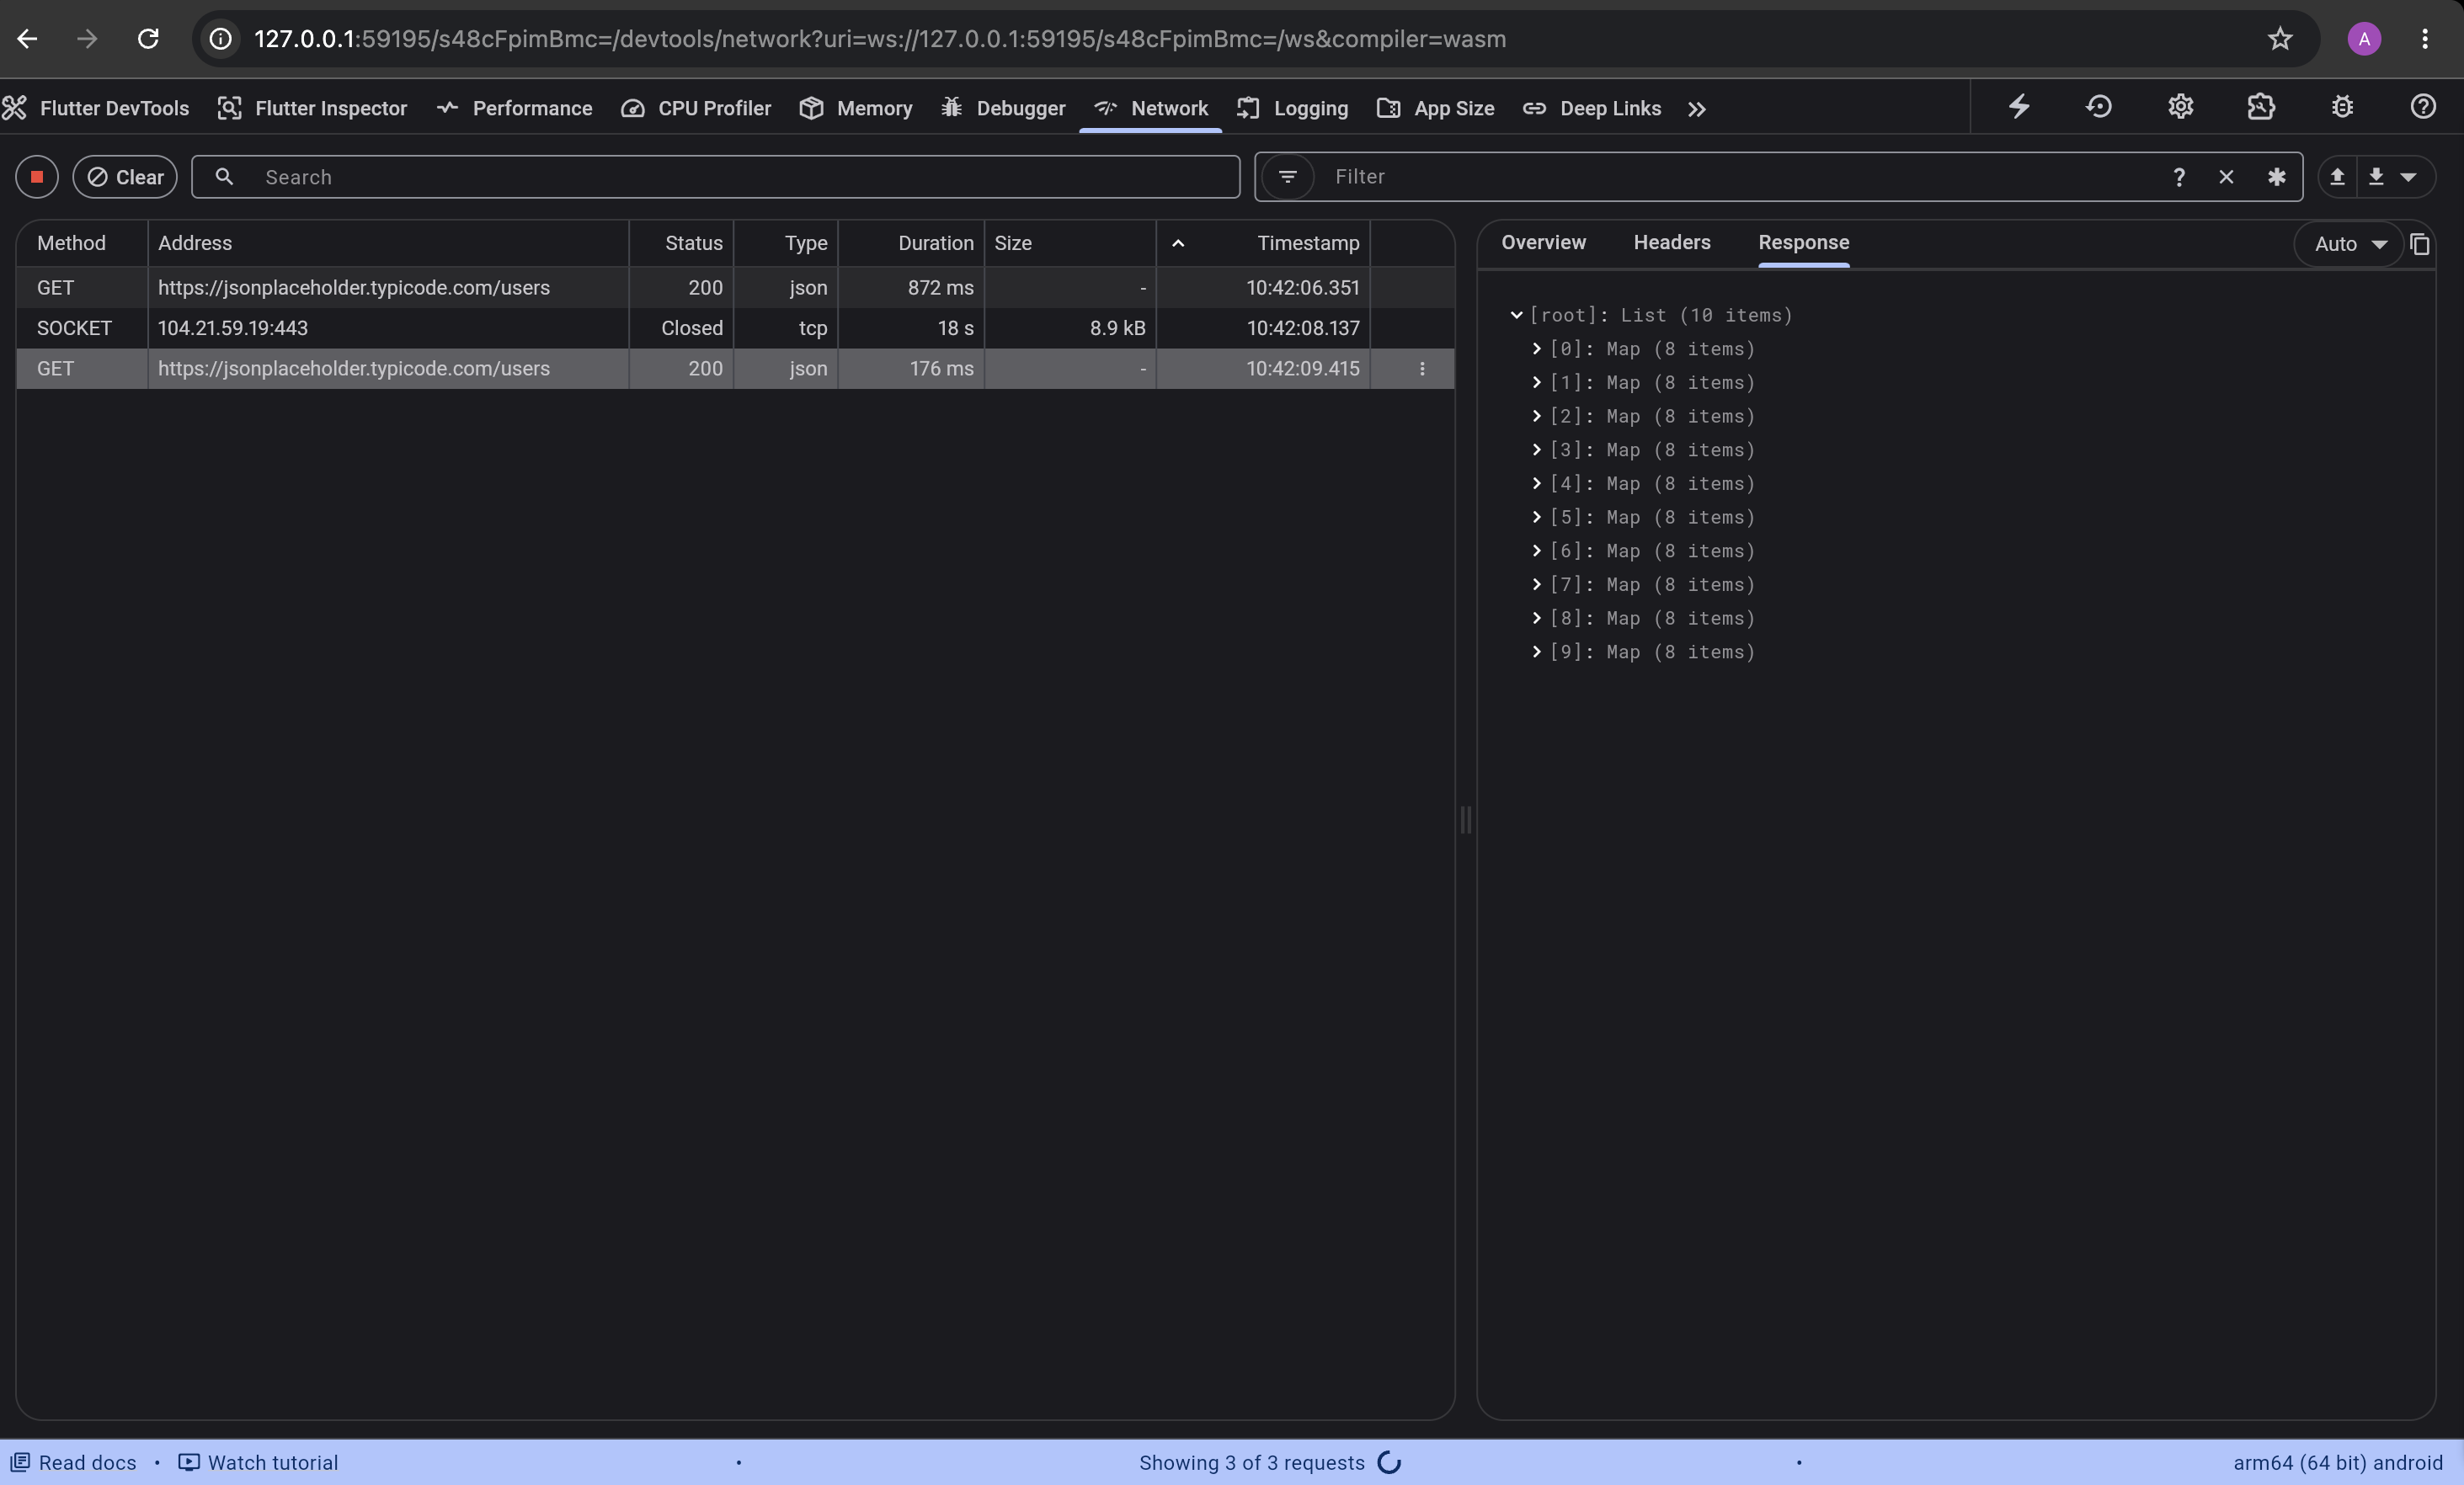 127.0.0.1:59195/s48cFpimBmc=/devtools/network?uri=ws://127.0.0.1:59195/s48cFpimBmc=/ws&compiler=wasm
A
Flutter DevTools Flutter Inspector Performance CPU Profiler Memory Debugger Network Logging App Size Deep Links
Clear Search Filter
Method Address Status Type Duration Size Timestamp
GET https://jsonplaceholder.typicode.com/users 200 json 872 ms - 10:42:06.351
SOCKET 104.21.59.19:443 Closed tcp 18 s 8.9 kB 10:42:08.137
GET https://jsonplaceholder.typicode.com/users 200 json 176 ms - 10:42:09.415
Overview Headers Response Auto
[root]: List (10 items)
[0]: Map (8 items)
[1]: Map (8 items)
[2]: Map (8 items)
[3]: Map (8 items)
[4]: Map (8 items)
[5]: Map (8 items)
[6]: Map (8 items)
[7]: Map (8 items)
[8]: Map (8 items)
[9]: Map (8 items)
Read docs • Watch tutorial • Showing 3 of 3 requests • arm64 (64 bit) android